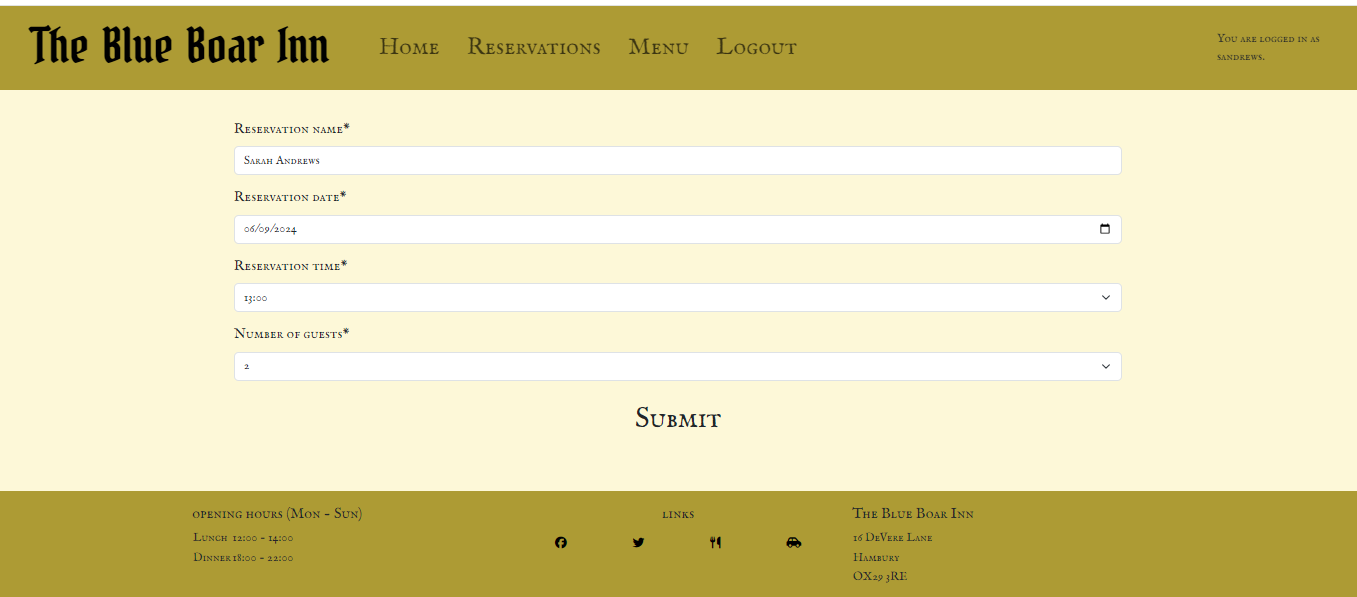 The Blue Boar Inn
Home Reservations Menu Logout
You are logged in as
sandrews.
Reservation name*
Sarah Andrews
Reservation date*
06/09/2024
Reservation time*
13:00
Number of guests*
2
Submit
opening hours (Mon - Sun)
Lunch 12:00 - 14:00
Dinner 18:00 - 22:00
links
The Blue Boar Inn
16 DeVere Lane
Hambury
OX29 3RE